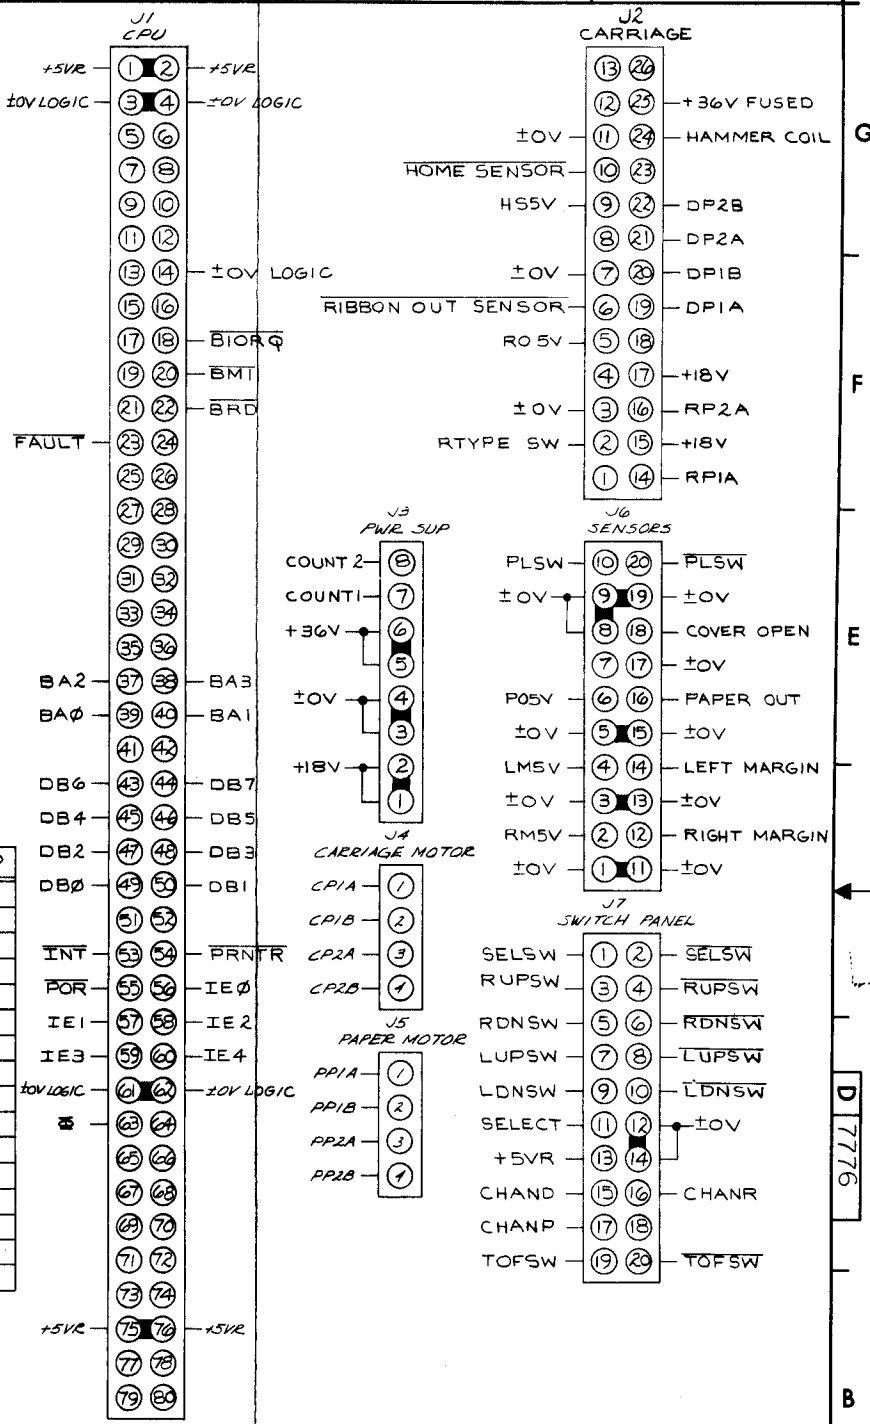 J1
CPU
+5VR 1 2 +5VR
±0V LOGIC 3 4 ±0V LOGIC
5 6
7 8
9 10
11 12
13 14 ±0V LOGIC
15 16
17 18 BIORQ
19 20 BM1
21 22 BRD
FAULT 23 24
25 26
27 28
29 30
31 32
33 34
35 36
BA2 37 38 BA3
BAØ 39 40 BA1
41 42
DB6 43 44 DB7
DB4 45 46 DB5
DB2 47 48 DB3
DBØ 49 50 DB1
51 52
INT 53 54 PRNTR
POR 55 56 IEØ
IE1 57 58 IE2
IE3 59 60 IE4
±0V LOGIC 61 62 ±0V LOGIC
Φ 63 64
65 66
67 68
69 70
71 72
73 74
+5VR 75 76 +5VR
77 78
79 80
J2
CARRIAGE
13 26
12 25 +36V FUSED
±0V 11 24 HAMMER COIL
HOME SENSOR 10 23
HS5V 9 22 DP2B
8 21 DP2A
±0V 7 20 DP1B
RIBBON OUT SENSOR 6 19 DP1A
RO 5V 5 18
4 17 +18V
±0V 3 16 RP2A
RTYPE SW 2 15 +18V
1 14 RP1A
J3
PWR SUP
COUNT 2 8
COUNT1 7
+36V 6
5
±0V 4
3
+18V 2
1
J4
CARRIAGE MOTOR
CP1A 1
CP1B 2
CP2A 3
CP2B 4
J5
PAPER MOTOR
PP1A 1
PP1B 2
PP2A 3
PP2B 4
J6
SENSORS
PLSW 10 20 PLSW
±0V 9 19 ±0V
8 18 COVER OPEN
7 17 ±0V
PO5V 6 16 PAPER OUT
±0V 5 15 ±0V
LM5V 4 14 LEFT MARGIN
±0V 3 13 ±0V
RM5V 2 12 RIGHT MARGIN
±0V 1 11 ±0V
J7
SWITCH PANEL
SELSW 1 2 SELSW
RUPSW 3 4 RUPSW
RDNSW 5 6 RDNSW
LUPSW 7 8 LUPSW
LDNSW 9 10 LDNSW
SELECT 11 12 ±0V
+5VR 13 14
CHAND 15 16 CHANR
CHANP 17 18
TOFSW 19 20 TOFSW
G
F
E
D 7776
B